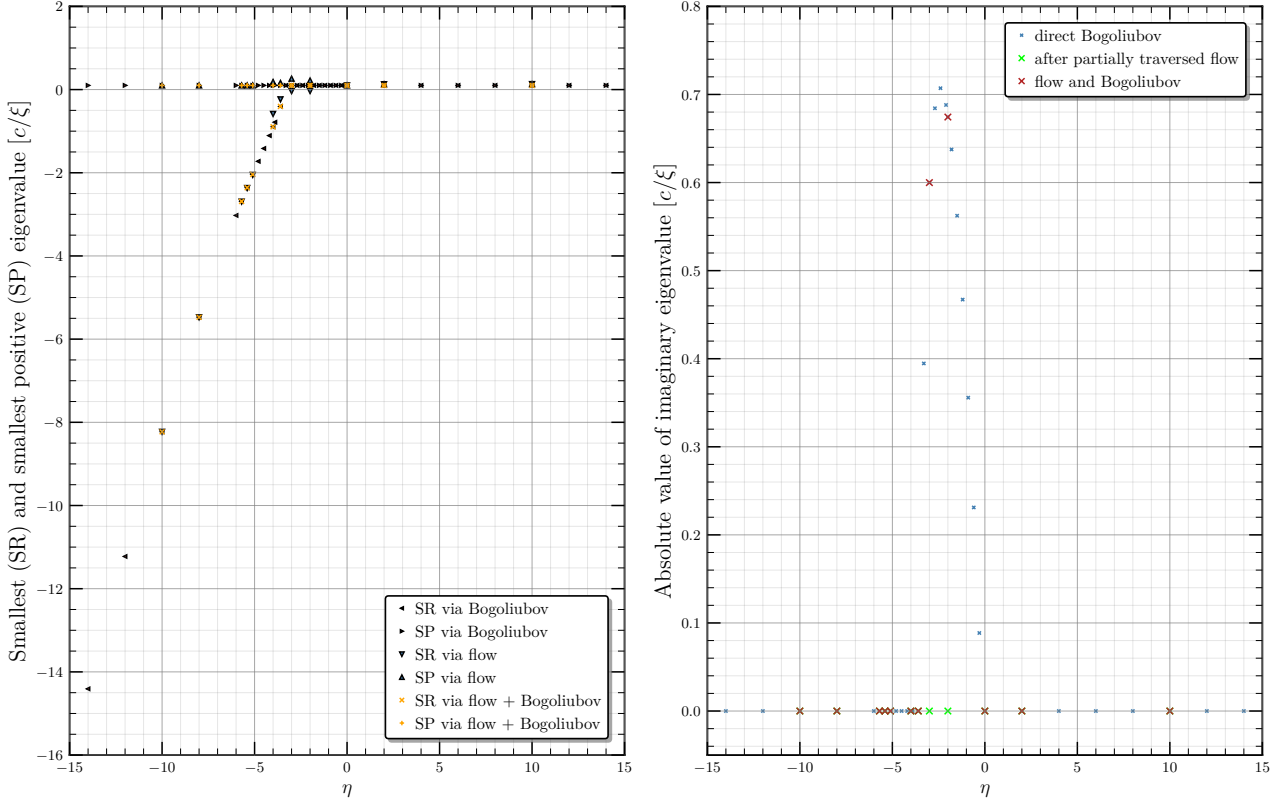 Smallest (SR) and smallest positive (SP) eigenvalue [c/ξ]
0
−2
−4
−6
−8
−10
−12
−14
−16
−15
−10
−5
0
5
10
15
η
SR via Bogoliubov
SP via Bogoliubov
SR via flow
SP via flow
SR via flow + Bogoliubov
SP via flow + Bogoliubov
Absolute value of imaginary eigenvalue [c/ξ]
0.8
0.7
0.6
0.5
0.4
0.3
0.2
0.1
0.0
−15
−10
−5
0
5
10
15
η
direct Bogoliubov
after partially traversed flow
flow and Bogoliubov